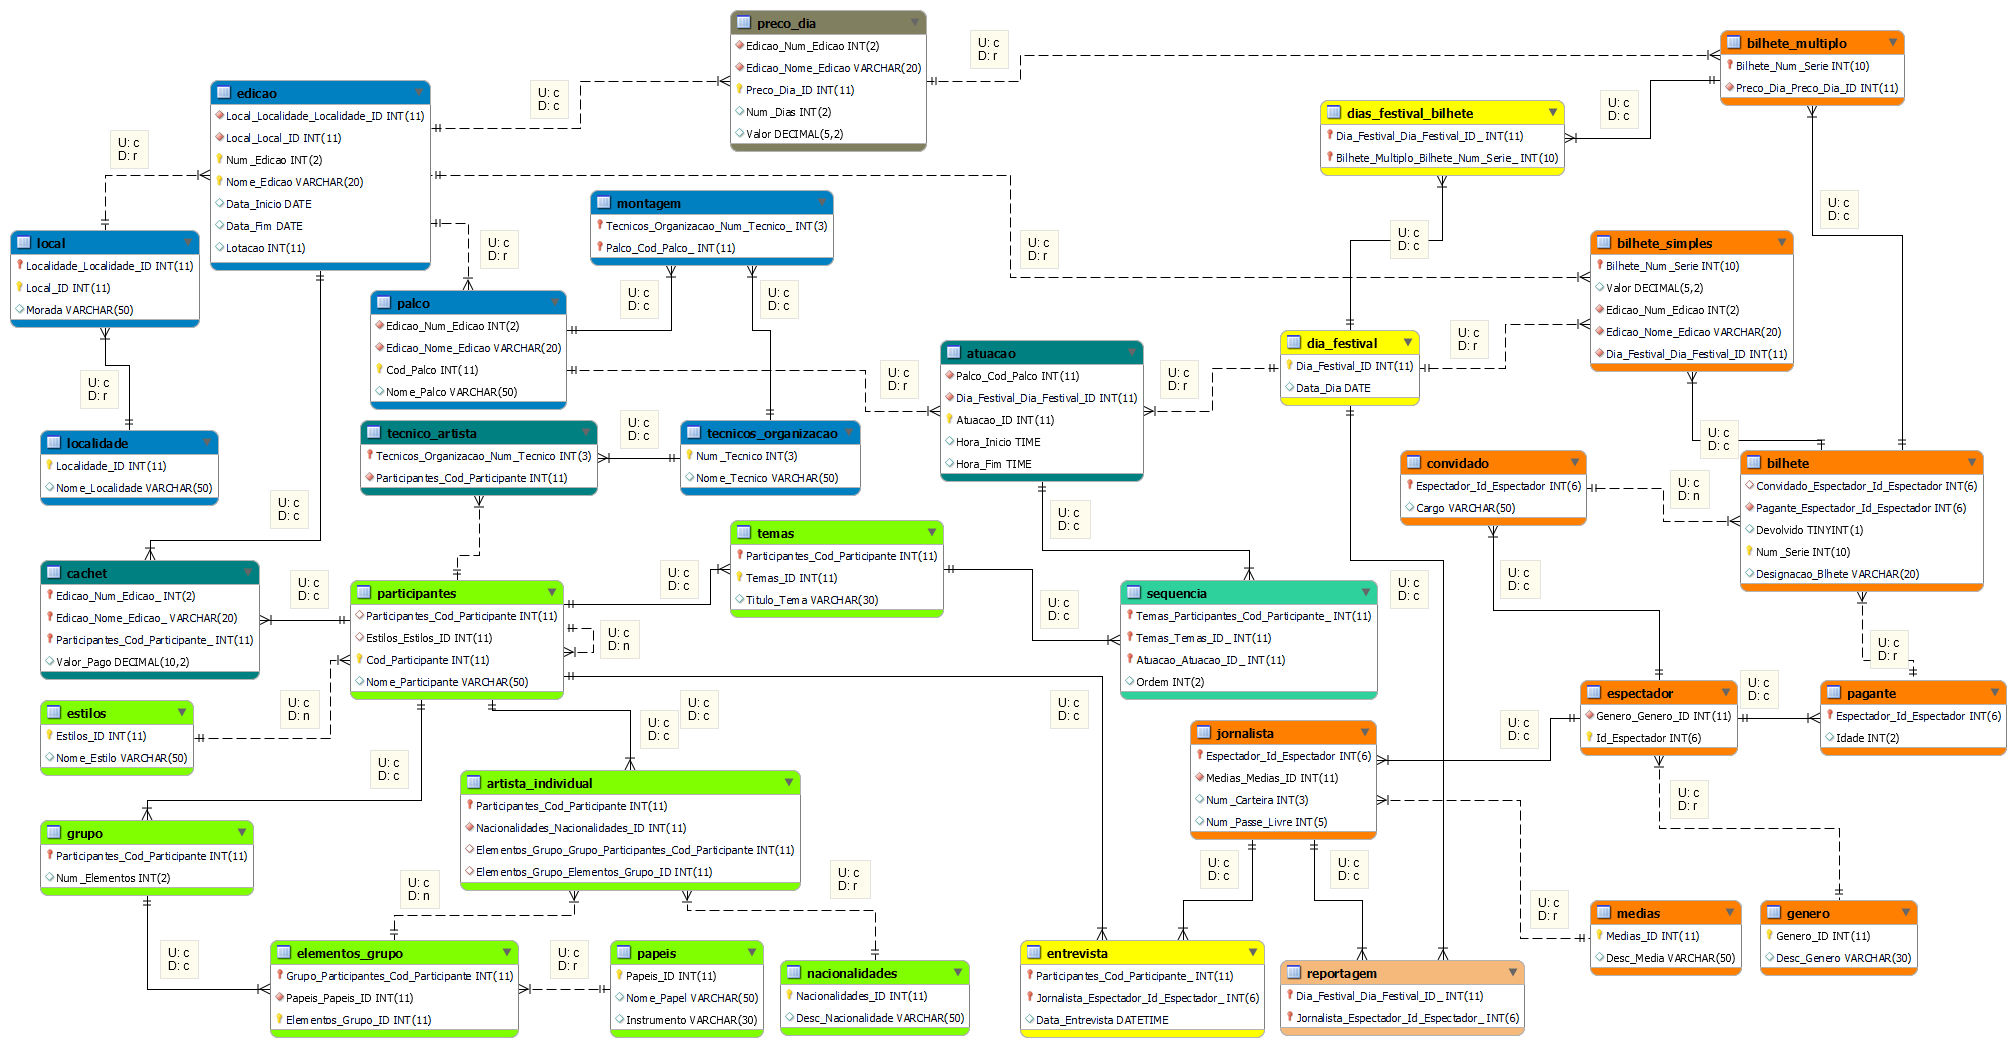 preco_dia
Edicao_Num_Edicao INT(2)
Edicao_Nome_Edicao VARCHAR(20)
Preco_Dia_ID INT(11)
Num_Dias INT(2)
Valor DECIMAL(5,2)
U: c
D: r
bilhete_multiplo
Bilhete_Num_Serie INT(10)
Preco_Dia_Preco_Dia_ID INT(11)
edicao
Local_Localidade_Localidade_ID INT(11)
Local_Local_ID INT(11)
Num_Edicao INT(2)
Nome_Edicao VARCHAR(20)
Data_Inicio DATE
Data_Fim DATE
Lotacao INT(11)
U: c
D: c
dias_festival_bilhete
Dia_Festival_Dia_Festival_ID_ INT(11)
Bilhete_Multiplo_Bilhete_Num_Serie_ INT(10)
U: c
D: c
U: c
D: r
local
Localidade_Localidade_ID INT(11)
Local_ID INT(11)
Morada VARCHAR(50)
montagem
Tecnicos_Organizacao_Num_Tecnico_ INT(3)
Palco_Cod_Palco_ INT(11)
U: c
D: r
U: c
D: r
U: c
D: c
U: c
D: c
bilhete_simples
Bilhete_Num_Serie INT(10)
Valor DECIMAL(5,2)
Edicao_Num_Edicao INT(2)
Edicao_Nome_Edicao VARCHAR(20)
Dia_Festival_Dia_Festival_ID INT(11)
palco
Edicao_Num_Edicao INT(2)
Edicao_Nome_Edicao VARCHAR(20)
Cod_Palco INT(11)
Nome_Palco VARCHAR(50)
U: c
D: c
U: c
D: c
atuacao
Palco_Cod_Palco INT(11)
Dia_Festival_Dia_Festival_ID INT(11)
Atuacao_ID INT(11)
Hora_Inicio TIME
Hora_Fim TIME
dia_festival
Dia_Festival_ID INT(11)
Data_Dia DATE
U: c
D: r
U: c
D: r
U: c
D: r
U: c
D: r
localidade
Localidade_ID INT(11)
Nome_Localidade VARCHAR(50)
tecnico_artista
Tecnicos_Organizacao_Num_Tecnico INT(3)
Participantes_Cod_Participante INT(11)
U: c
D: c
tecnicos_organizacao
Num_Tecnico INT(3)
Nome_Tecnico VARCHAR(50)
convidado
Espectador_Id_Espectador INT(6)
Cargo VARCHAR(50)
U: c
D: c
U: c
D: n
bilhete
Convidado_Espectador_Id_Espectador INT(6)
Pagante_Espectador_Id_Espectador INT(6)
Devolvido TINYINT(1)
Num_Serie INT(10)
Designacao_Blhete VARCHAR(20)
U: c
D: c
U: c
D: c
temas
Participantes_Cod_Participante INT(11)
Temas_ID INT(11)
Titulo_Tema VARCHAR(30)
U: c
D: c
cachet
Edicao_Num_Edicao_ INT(2)
Edicao_Nome_Edicao_ VARCHAR(20)
Participantes_Cod_Participante_ INT(11)
Valor_Pago DECIMAL(10,2)
U: c
D: c
participantes
Participantes_Cod_Participante INT(11)
Estilos_Estilos_ID INT(11)
Cod_Participante INT(11)
Nome_Participante VARCHAR(50)
U: c
D: c
U: c
D: n
U: c
D: c
sequencia
Temas_Participantes_Cod_Participante_ INT(11)
Temas_Temas_ID_ INT(11)
Atuacao_Atuacao_ID_ INT(11)
Ordem INT(2)
U: c
D: c
U: c
D: r
estilos
Estilos_ID INT(11)
Nome_Estilo VARCHAR(50)
U: c
D: n
U: c
D: c
U: c
D: c
U: c
D: c
U: c
D: c
espectador
Genero_Genero_ID INT(11)
Id_Espectador INT(6)
U: c
D: c
pagante
Espectador_Id_Espectador INT(6)
Idade INT(2)
jornalista
Espectador_Id_Espectador INT(6)
Medias_Medias_ID INT(11)
Num_Carteira INT(3)
Num_Passe_Livre INT(5)
U: c
D: c
U: c
D: r
artista_individual
Participantes_Cod_Participante INT(11)
Nacionalidades_Nacionalidades_ID INT(11)
Elementos_Grupo_Grupo_Participantes_Cod_Participante INT(11)
Elementos_Grupo_Elementos_Grupo_ID INT(11)
grupo
Participantes_Cod_Participante INT(11)
Num_Elementos INT(2)
U: c
D: n
U: c
D: r
U: c
D: c
U: c
D: c
U: c
D: r
medias
Medias_ID INT(11)
Desc_Media VARCHAR(50)
genero
Genero_ID INT(11)
Desc_Genero VARCHAR(30)
U: c
D: c
elementos_grupo
Grupo_Participantes_Cod_Participante INT(11)
Papeis_Papeis_ID INT(11)
Elementos_Grupo_ID INT(11)
U: c
D: r
papeis
Papeis_ID INT(11)
Nome_Papel VARCHAR(50)
Instrumento VARCHAR(30)
nacionalidades
Nacionalidades_ID INT(11)
Desc_Nacionalidade VARCHAR(50)
entrevista
Participantes_Cod_Participante_ INT(11)
Jornalista_Espectador_Id_Espectador_ INT(6)
Data_Entrevista DATETIME
reportagem
Dia_Festival_Dia_Festival_ID_ INT(11)
Jornalista_Espectador_Id_Espectador_ INT(6)